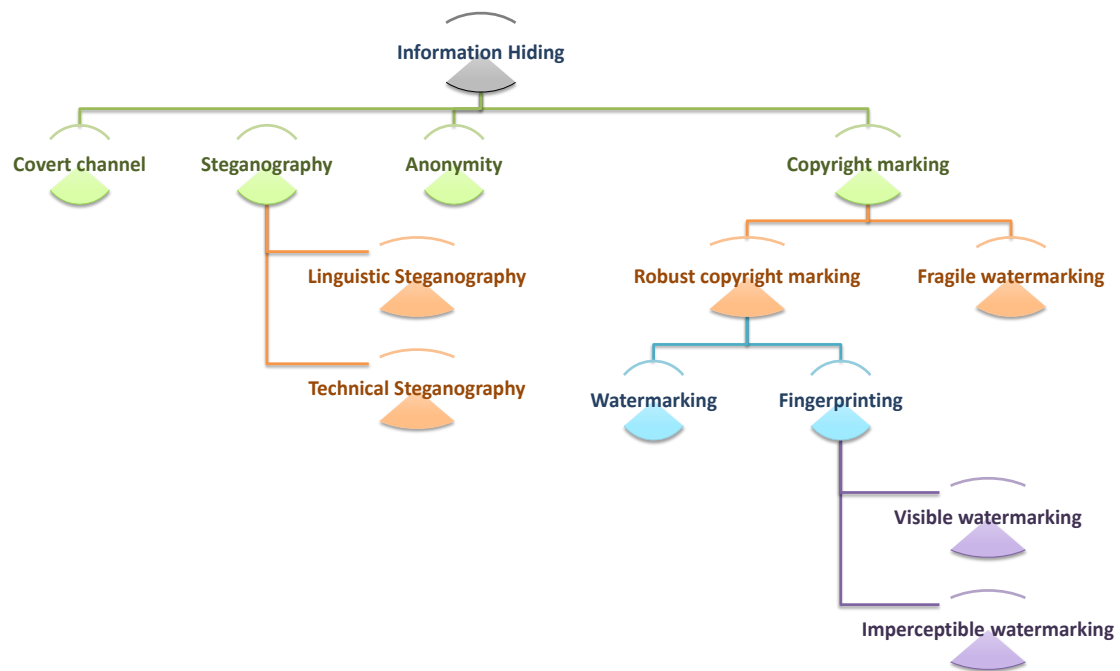 Information Hiding
Covert channel
Steganography
Anonymity
Copyright marking
Linguistic Steganography
Robust copyright marking
Fragile watermarking
Technical Steganography
Watermarking
Fingerprinting
Visible watermarking
Imperceptible watermarking